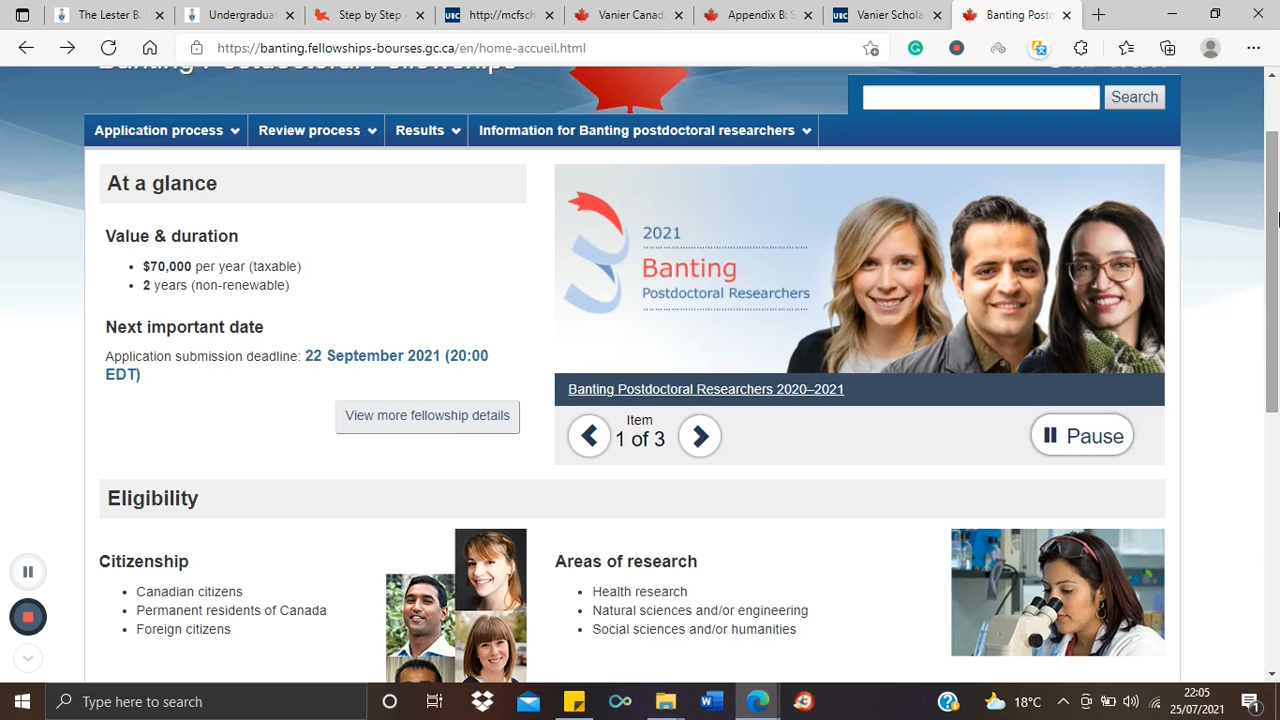 The Lester B.
Undergradua
Step by Step
UBC http://mcfsch
Vanier Canad
Appendix B: S
UBC Vanier Schola
Banting Postd
https://banting.fellowships-bourses.gc.ca/en/home-accueil.html
Banting Postdoctoral Fellowships
Search
Application process
Review process
Results
Information for Banting postdoctoral researchers
At a glance
Value & duration
• $70,000 per year (taxable)
• 2 years (non-renewable)
Next important date
Application submission deadline: 22 September 2021 (20:00
EDT)
View more fellowship details
2021
Banting
Postdoctoral Researchers
Banting Postdoctoral Researchers 2020–2021
Item
1 of 3
Pause
Eligibility
Citizenship
• Canadian citizens
• Permanent residents of Canada
• Foreign citizens
Areas of research
• Health research
• Natural sciences and/or engineering
• Social sciences and/or humanities
Type here to search
18°C
22:05
25/07/2021
1